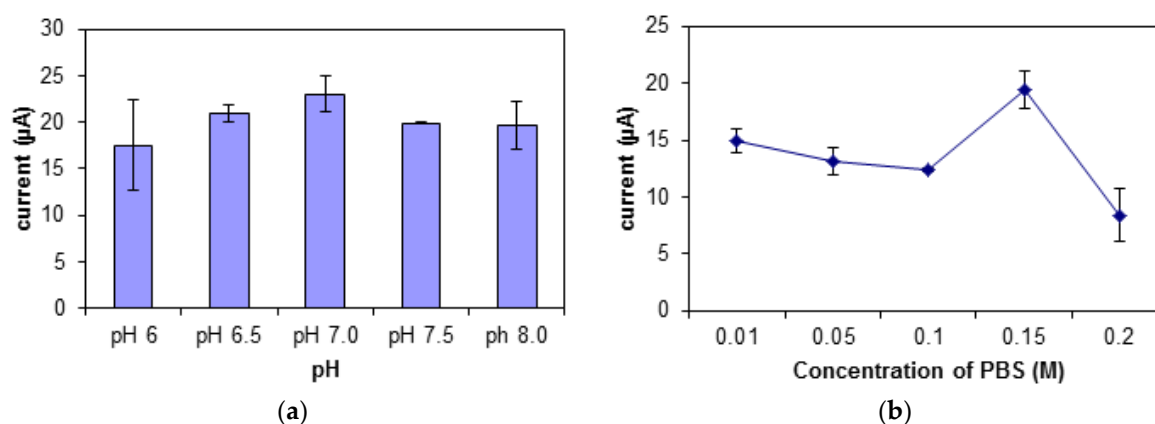 30
25
20
15
10
5
0
current (µA)
pH 6 pH 6.5 pH 7.0 pH 7.5 ph 8.0
pH
(a)
25
20
15
10
5
0
current (µA)
0.01 0.05 0.1 0.15 0.2
Concentration of PBS (M)
(b)